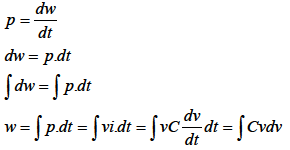 p = dw/dt
dw = p.dt
∫dw = ∫p.dt
w = ∫p.dt = ∫vi.dt = ∫vC dv/dt dt = ∫Cvdv